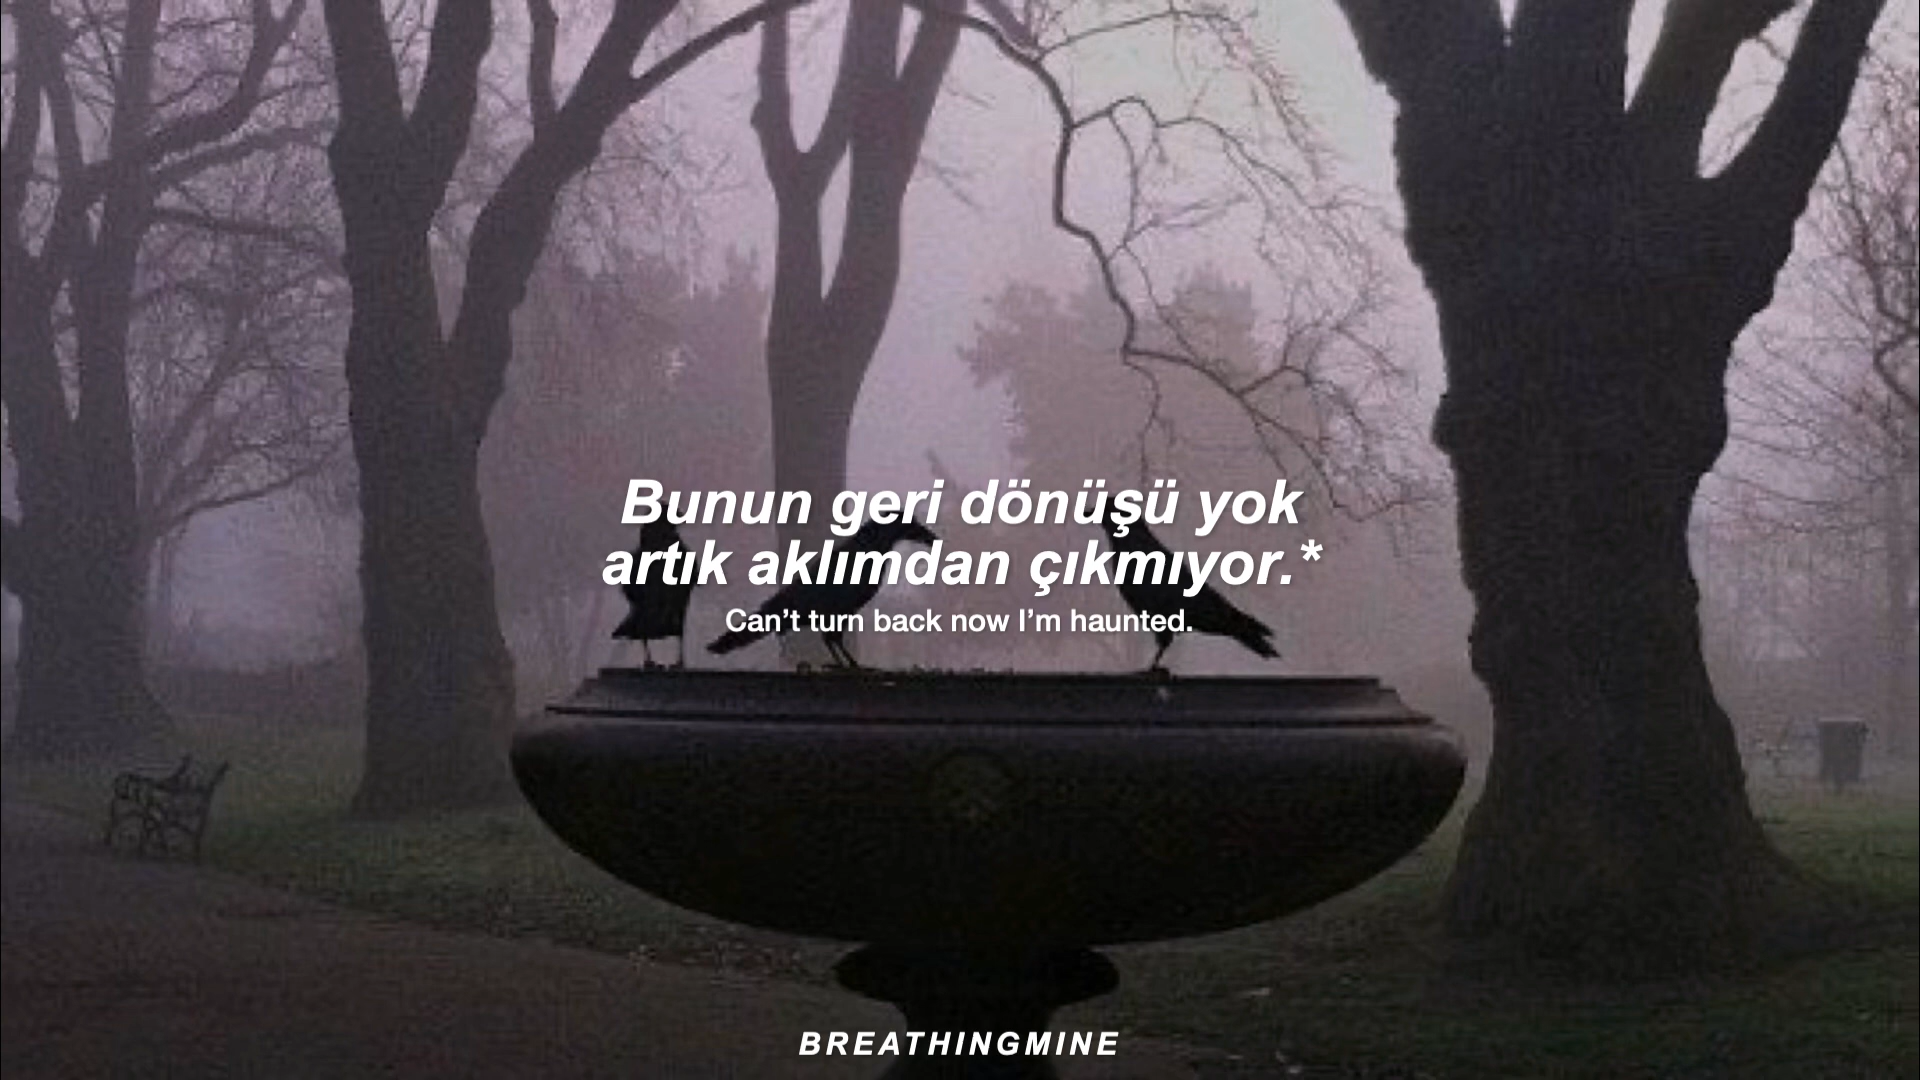 Bunun geri dönüşü yok
artık aklımdan çıkmıyor.*
Can’t turn back now I’m haunted.
BREATHINGMINE